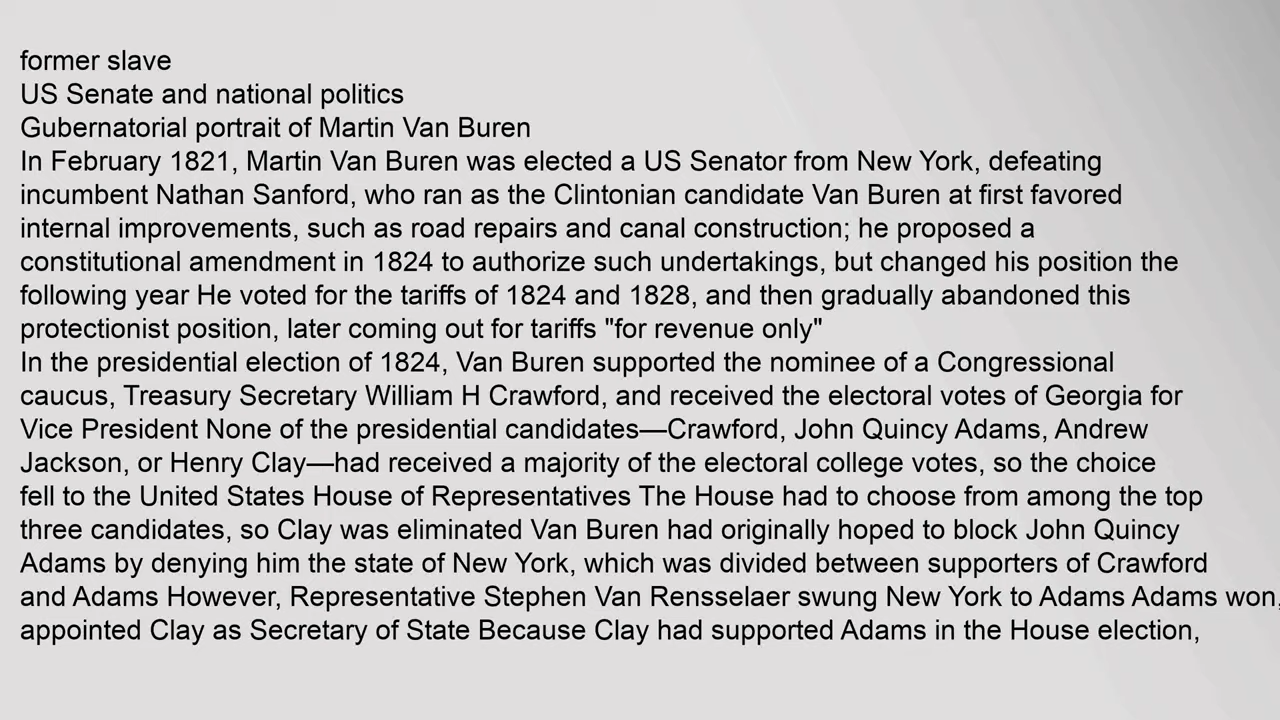 former slave
US Senate and national politics
Gubernatorial portrait of Martin Van Buren
In February 1821, Martin Van Buren was elected a US Senator from New York, defeating
incumbent Nathan Sanford, who ran as the Clintonian candidate Van Buren at first favored
internal improvements, such as road repairs and canal construction; he proposed a
constitutional amendment in 1824 to authorize such undertakings, but changed his position the
following year He voted for the tariffs of 1824 and 1828, and then gradually abandoned this
protectionist position, later coming out for tariffs "for revenue only"
In the presidential election of 1824, Van Buren supported the nominee of a Congressional
caucus, Treasury Secretary William H Crawford, and received the electoral votes of Georgia for
Vice President None of the presidential candidates—Crawford, John Quincy Adams, Andrew
Jackson, or Henry Clay—had received a majority of the electoral college votes, so the choice
fell to the United States House of Representatives The House had to choose from among the top
three candidates, so Clay was eliminated Van Buren had originally hoped to block John Quincy
Adams by denying him the state of New York, which was divided between supporters of Crawford
and Adams However, Representative Stephen Van Rensselaer swung New York to Adams Adams won,
appointed Clay as Secretary of State Because Clay had supported Adams in the House election,